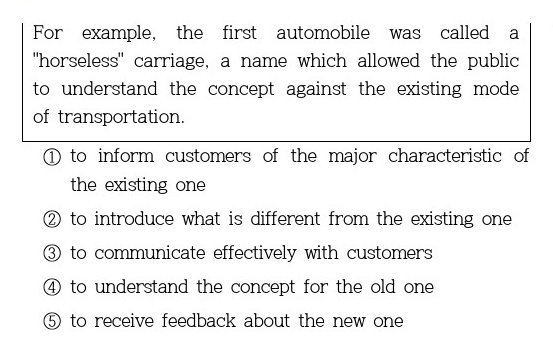 For example, the first automobile was called a
"horseless" carriage, a name which allowed the public
to understand the concept against the existing mode
of transportation.
① to inform customers of the major characteristic of
the existing one
② to introduce what is different from the existing one
③ to communicate effectively with customers
④ to understand the concept for the old one
⑤ to receive feedback about the new one